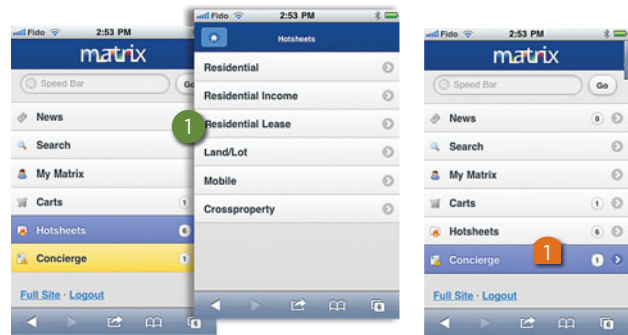 Fido 2:53 PM
matrix
Speed Bar Go
News
Search
My Matrix
Carts 1
Hotsheets 6
Concierge 1
Full Site · Logout
6
Fido 2:53 PM
Hotsheets
Residential
Residential Income
1 Residential Lease
Land/Lot
Mobile
Crossproperty
6
Fido 2:53 PM
matrix
Speed Bar Go
News 0
Search
My Matrix
Carts 1
Hotsheets 6
Concierge 1 1
Full Site · Logout
6